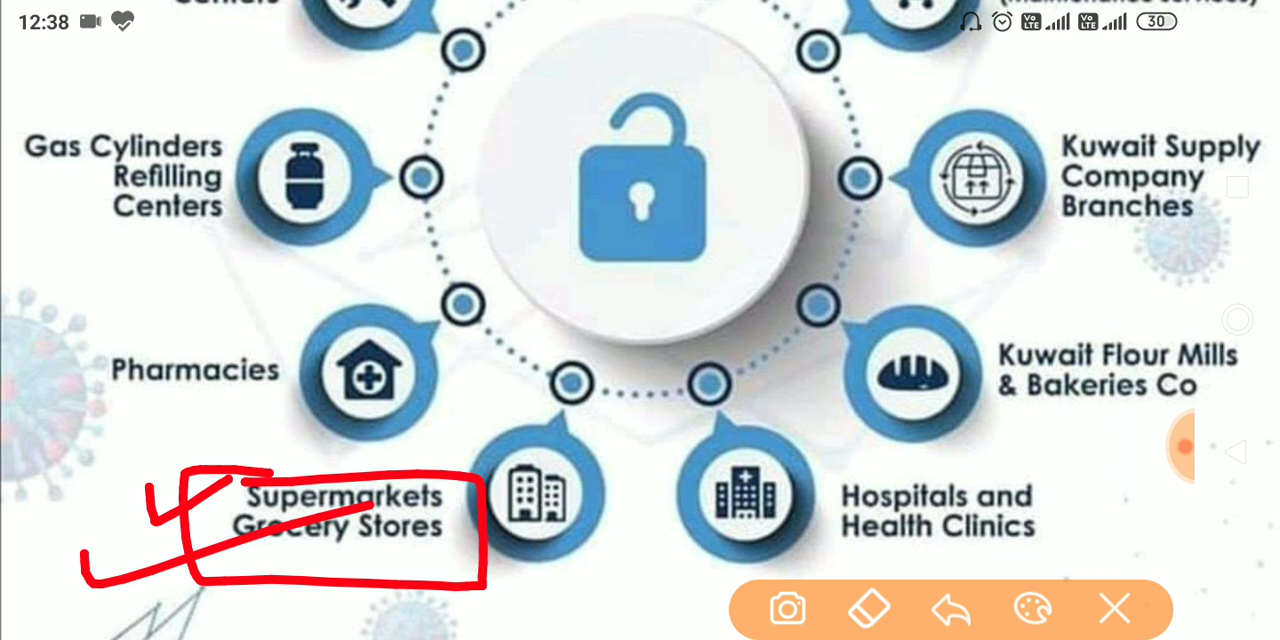 12:38
30
Gas Cylinders
Refilling
Centers
Kuwait Supply
Company
Branches
Pharmacies
Kuwait Flour Mills
& Bakeries Co
Supermarkets
Grocery Stores
Hospitals and
Health Clinics